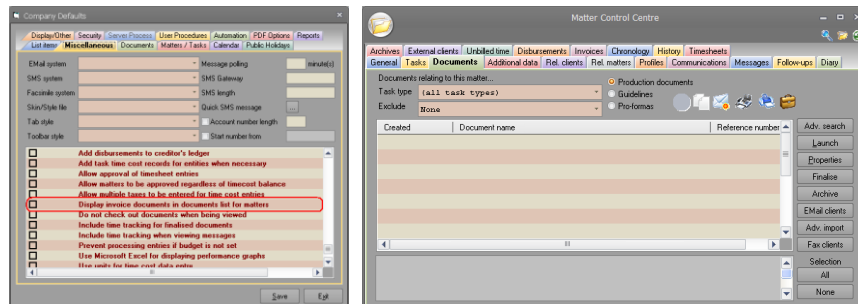 Company Defaults
Display/Other Security Server Process User Procedures Automation PDF Options Reports
List items Miscellaneous Documents Matters / Tasks Calendar Public Holidays
EMail system Message polling minute(s)
SMS system SMS Gateway
Facsimile system SMS length
Skin/Style file Quick SMS message ...
Tab style Account number length
Toolbar style Start number from
Add disbursements to creditor's ledger
Add task time cost records for entities when necessary
Allow approval of timesheet entries
Allow matters to be approved regardless of timecost balance
Allow multiple taxes to be entered for time cost entries
Display invoice documents in documents list for matters
Do not check out documents when being viewed
Include time tracking for finalised documents
Include time tracking when viewing messages
Prevent processing entries if budget is not set
Use Microsoft Excel for displaying performance graphs
Use units for time cost data entry
Save Exit
Matter Control Centre
Archives External clients Unbilled time Disbursements Invoices Chronology History Timesheets
General Tasks Documents Additional data Rel. clients Rel. matters Profiles Communications Messages Follow-ups Diary
Documents relating to this matter...
Task type (all task types)
Exclude None
Production documents
Guidelines
Pro-formas
Created Document name Reference number
Adv. search
Launch
Properties
Finalise
Archive
EMail clients
Adv. import
Fax clients
Selection
All
None